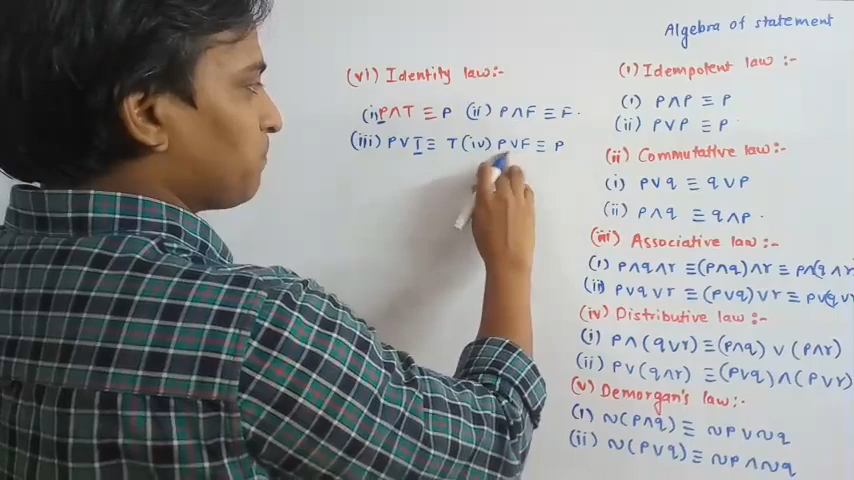 Algebra of statement
(vi) Identity law:-
(i) P∧T ≡ P (ii) P∧F ≡ F.
(iii) P∨T ≡ T (iv) P∨F ≡ P
(i) Idempotent law :-
(i) P∧P ≡ P
(ii) P∨P ≡ P
(ii) Commutative law:-
(i) P∨q ≡ q∨P
(ii) P∧q ≡ q∧P.
(iii) Associative law:-
(i) P∧q∧r ≡ (P∧q)∧r ≡ P∧(q∧r
(ii) P∨q∨r ≡ (P∨q)∨r ≡ P∨(q∨r
(iv) Distributive law:-
(i) P∧(q∨r) ≡ (P∧q) ∨ (P∧r)
(ii) P∨(q∧r) ≡ (P∨q) ∧ (P∨r)
(v) Demorgan's law:-
(i) ~(P∧q) ≡ ~P∨~q
(ii) ~(P∨q) ≡ ~P∧~q